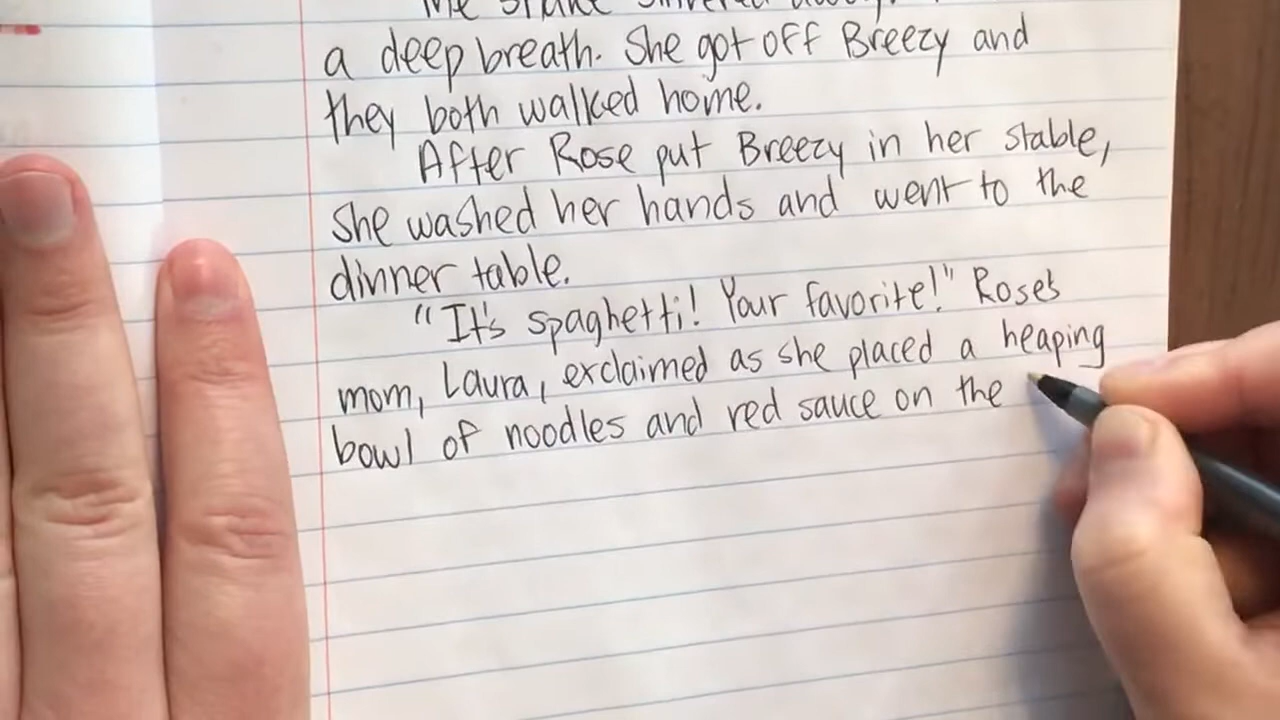 a deep breath. She got off Breezy and
they both walked home.
After Rose put Breezy in her stable,
she washed her hands and went to the
dinner table.
"It's spaghetti! Your favorite!" Rose's
mom, Laura, exclaimed as she placed a heaping
bowl of noodles and red sauce on the